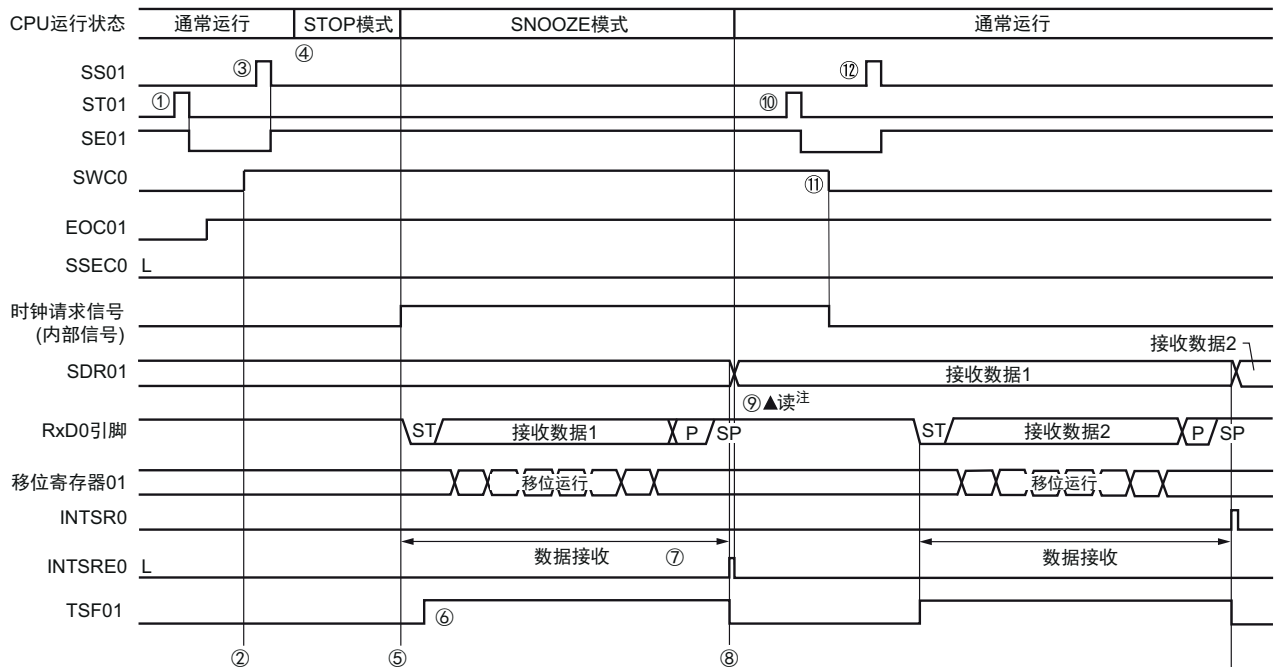 CPU运行状态 通常运行 STOP模式 SNOOZE模式 通常运行
④
SS01 ③ ⑫
ST01 ① ⑩
SE01
SWC0 ⑪
EOC01
SSEC0 L
时钟请求信号
(内部信号)
接收数据2
SDR01 接收数据1
⑨▲读注
RxD0引脚 ST 接收数据1 P SP ST 接收数据2 P SP
移位寄存器01 移位运行 移位运行
INTSR0
数据接收 ⑦ 数据接收
INTSRE0 L
TSF01 ⑥
② ⑤ ⑧